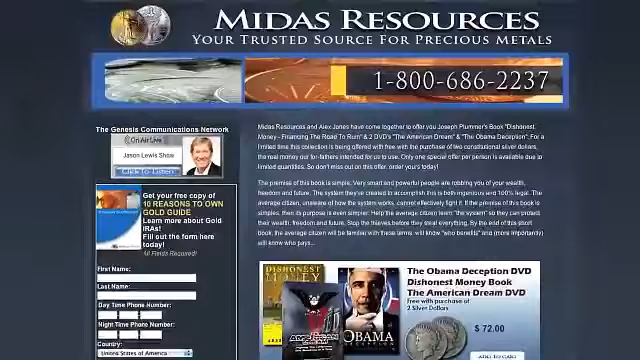 MIDAS RESOURCES
YOUR TRUSTED SOURCE FOR PRECIOUS METALS
1-800-686-2237
The Genesis Communications Network
On Air Live
Jason Lewis Show
Click To Listen
Get your free copy of
10 REASONS TO OWN
GOLD GUIDE
Learn more about Gold
IRAs!
Fill out the form here
today!
All Fields Required!
First Name:
Last Name:
Day Time Phone Number:
Night Time Phone Number:
Country:
United States of America
Midas Resources and Alex Jones have come together to offer you Joseph Plummer's Book "Dishonest
Money - Financing The Road To Ruin" & 2 DVD's "The American Dream" & "The Obama Deception". For a
limited time this collection is being offered with free with the purchase of two constitutional silver dollars,
the real money our for-fathers intended for us to use. Only one special offer per person is available due to
limited quantities. So don't miss out on this offer, order yours today!
The premise of this book is simple: Very smart and powerful people are robbing you of your wealth,
freedom and future. The system they've created to accomplish this is both ingenious and 100% legal. The
average citizen, unaware of how the system works, cannot effectively fight it. If the premise of this book is
simple, then its purpose is even simpler: Help the average citizen learn "the system" so they can protect
their wealth, freedom and future. Stop the thieves before they steal everything. By the end of this short
book, the average citizen will be familiar with these terms, will know "who benefits" and (more importantly)
will know who pays...
DISHONEST
MONEY
AMERICAN
OBAMA
DECEPTION
The Obama Deception DVD
Dishonest Money Book
The American Dream DVD
Free with purchase of
2 Silver Dollars
$ 72.00
ADD TO CART